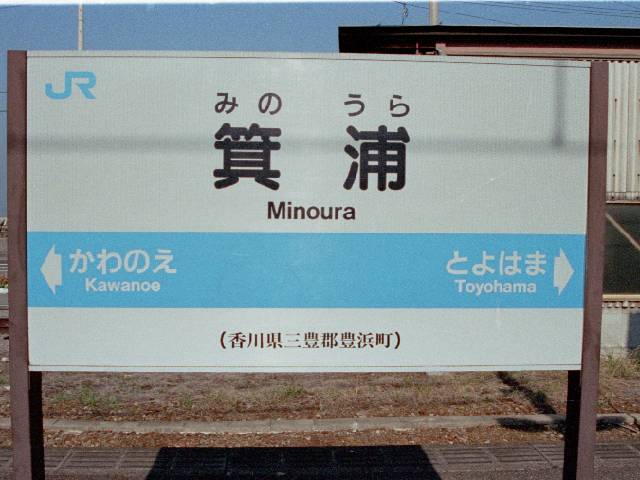 JR
みの うら
箕浦
Minoura
かわのえ とよはま
Kawanoe Toyohama
(香川県三豊郡豊浜町)